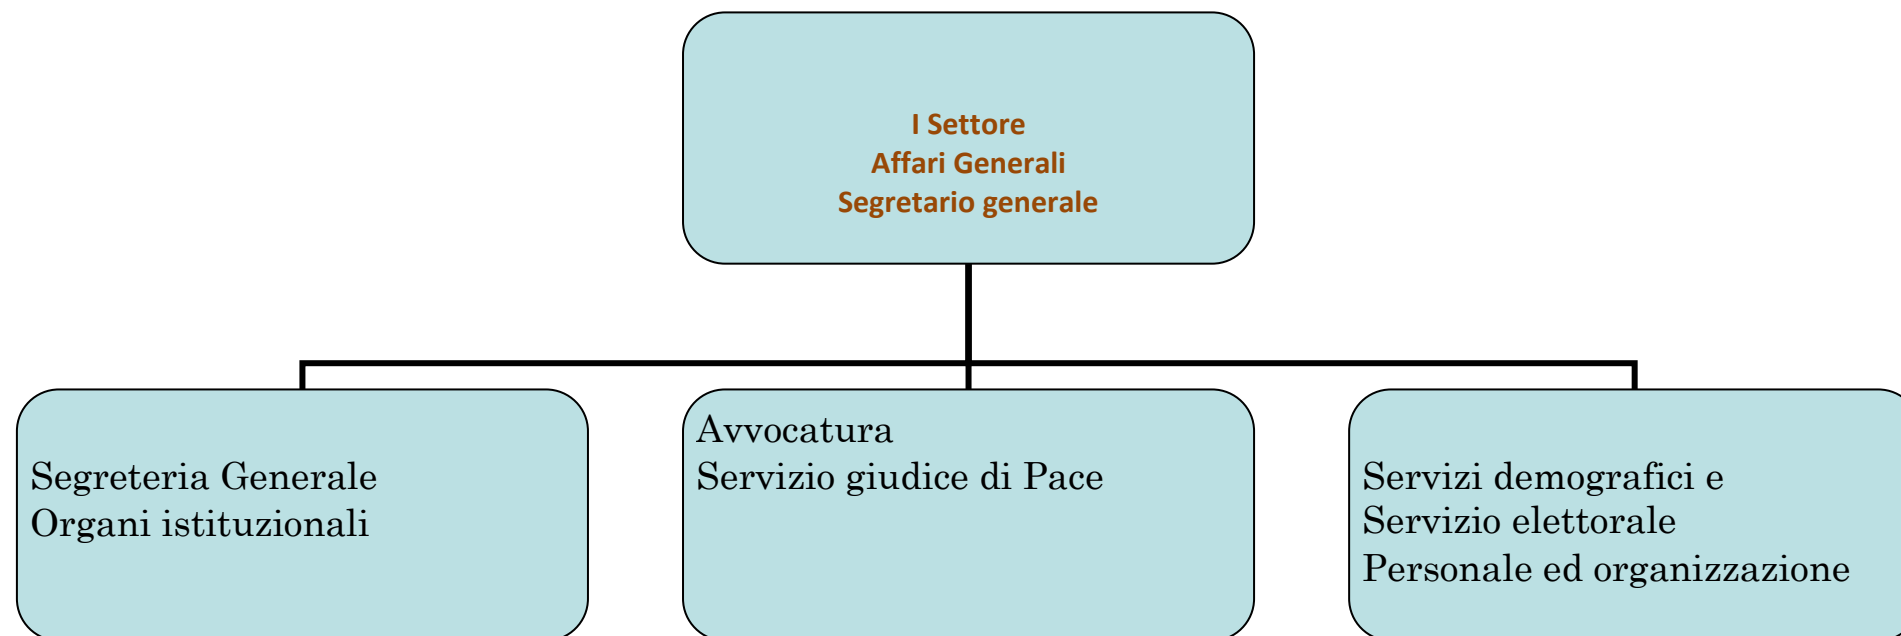 I Settore
Affari Generali
Segretario generale
Segreteria Generale
Organi istituzionali
Avvocatura
Servizio giudice di Pace
Servizi demografici e
Servizio elettorale
Personale ed organizzazione